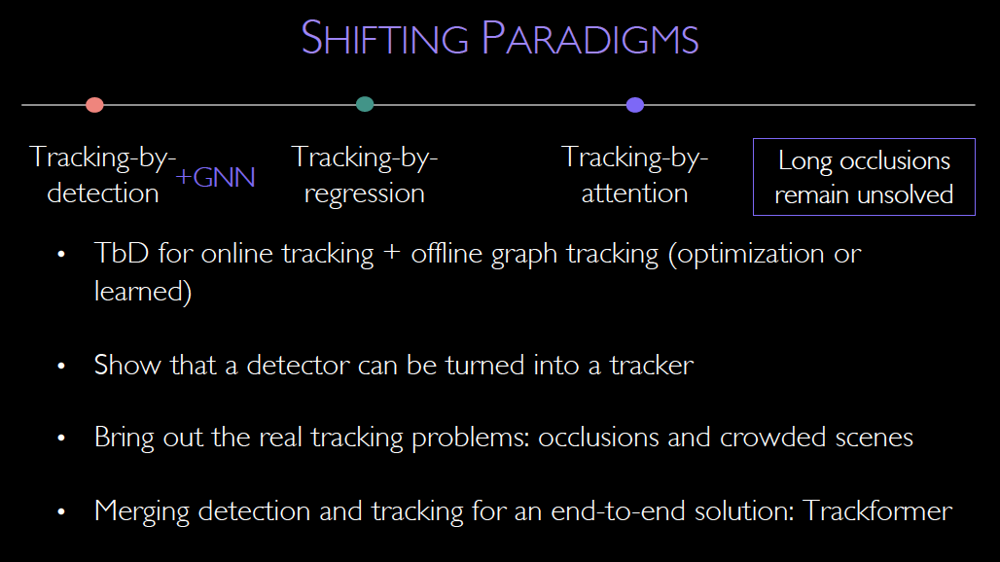 SHIFTING PARADIGMS
Tracking-by-
detection
+GNN
Tracking-by-
regression
Tracking-by-
attention
Long occlusions
remain unsolved
• TbD for online tracking + offline graph tracking (optimization or
learned)
• Show that a detector can be turned into a tracker
• Bring out the real tracking problems: occlusions and crowded scenes
• Merging detection and tracking for an end-to-end solution: Trackformer